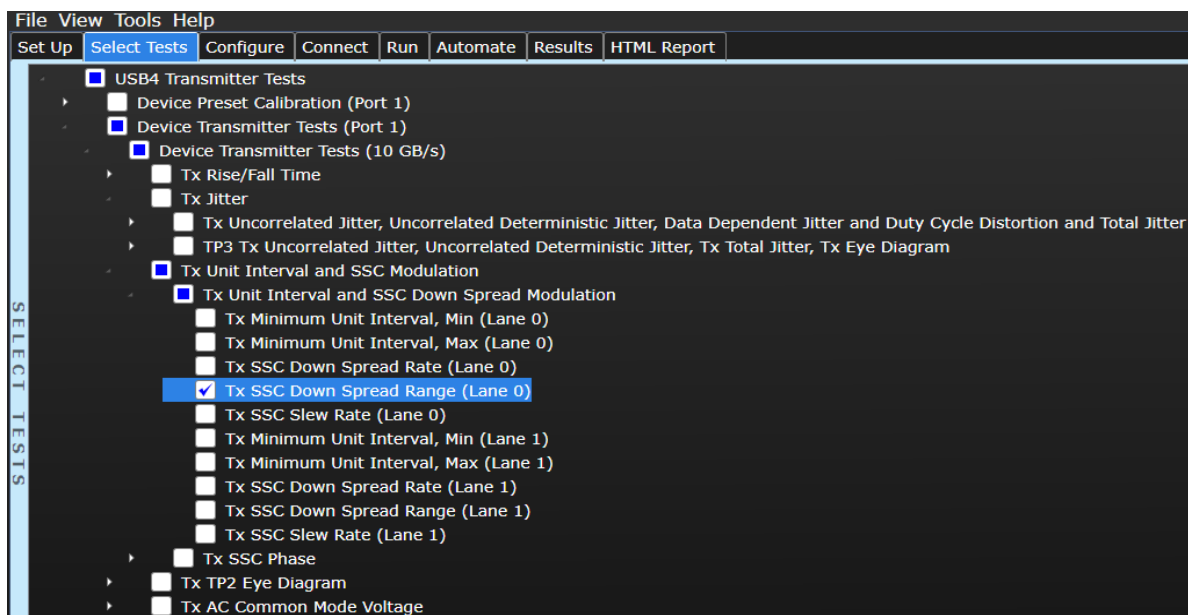 File View Tools Help
Set Up Select Tests Configure Connect Run Automate Results HTML Report
USB4 Transmitter Tests
Device Preset Calibration (Port 1)
Device Transmitter Tests (Port 1)
Device Transmitter Tests (10 GB/s)
Tx Rise/Fall Time
Tx Jitter
Tx Uncorrelated Jitter, Uncorrelated Deterministic Jitter, Data Dependent Jitter and Duty Cycle Distortion and Total Jitter
TP3 Tx Uncorrelated Jitter, Uncorrelated Deterministic Jitter, Tx Total Jitter, Tx Eye Diagram
Tx Unit Interval and SSC Modulation
Tx Unit Interval and SSC Down Spread Modulation
Tx Minimum Unit Interval, Min (Lane 0)
Tx Minimum Unit Interval, Max (Lane 0)
Tx SSC Down Spread Rate (Lane 0)
Tx SSC Down Spread Range (Lane 0)
Tx SSC Slew Rate (Lane 0)
Tx Minimum Unit Interval, Min (Lane 1)
Tx Minimum Unit Interval, Max (Lane 1)
Tx SSC Down Spread Rate (Lane 1)
Tx SSC Down Spread Range (Lane 1)
Tx SSC Slew Rate (Lane 1)
Tx SSC Phase
Tx TP2 Eye Diagram
Tx AC Common Mode Voltage
SELECT TESTS